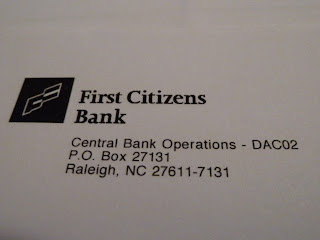 First Citizens
Bank
Central Bank Operations - DAC02
P.O. Box 27131
Raleigh, NC 27611-7131